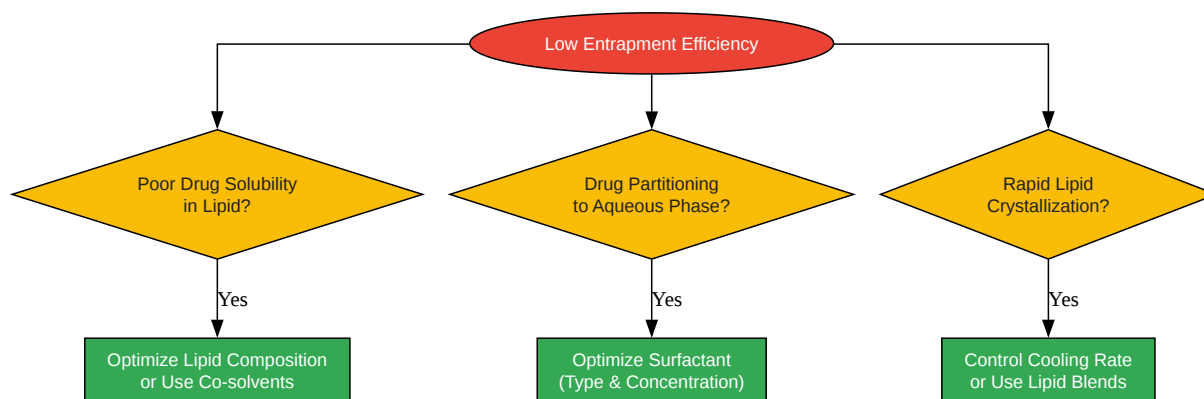 Low Entrapment Efficiency
Poor Drug Solubility
in Lipid?
Drug Partitioning
to Aqueous Phase?
Rapid Lipid
Crystallization?
Yes
Yes
Yes
Optimize Lipid Composition
or Use Co-solvents
Optimize Surfactant
(Type & Concentration)
Control Cooling Rate
or Use Lipid Blends